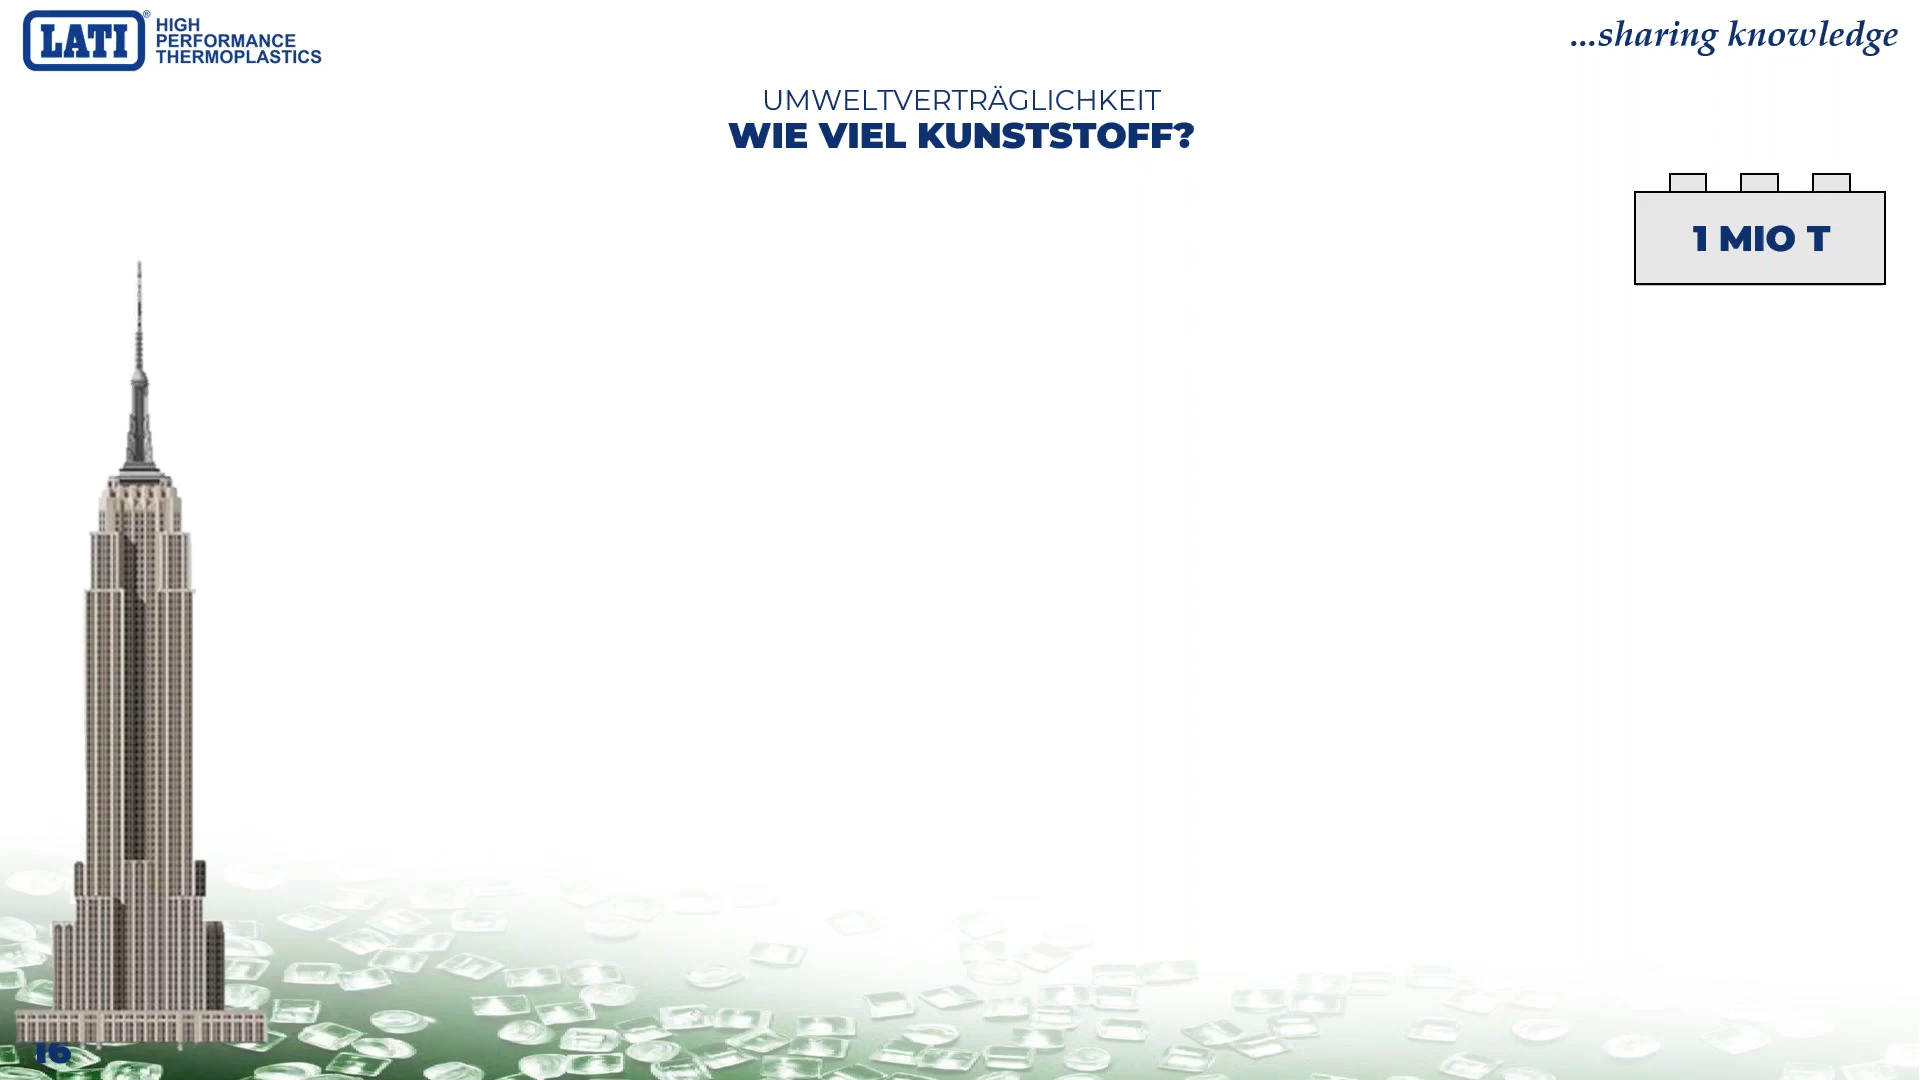 LATI®
HIGH
PERFORMANCE
THERMOPLASTICS
...sharing knowledge
UMWELTVERTRÄGLICHKEIT
WIE VIEL KUNSTSTOFF?
1 MIO T
16